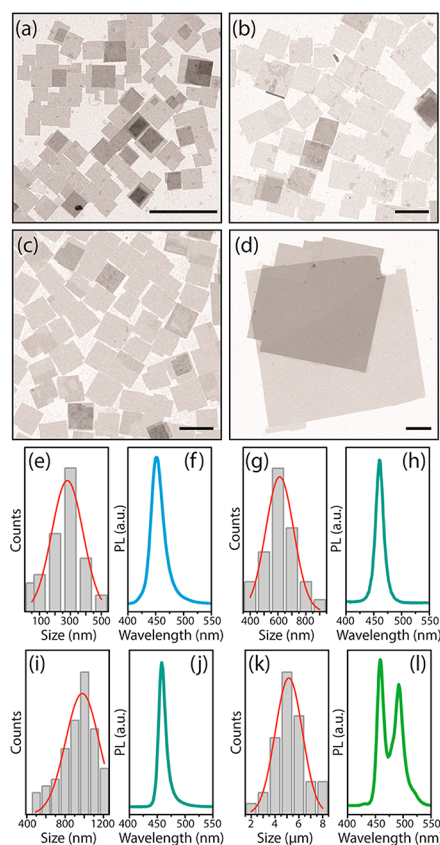 (a)
(b)
(c)
(d)
(e)
(f)
(g)
(h)
Counts
PL (a.u.)
Counts
PL (a.u.)
100 300 500
400 450 500 550
400 600 800
400 450 500 550
Size (nm)
Wavelength (nm)
Size (nm)
Wavelength (nm)
(i)
(j)
(k)
(l)
Counts
PL (a.u.)
Counts
PL (a.u.)
400 800 1200
400 450 500 550
2 4 6 8
400 450 500 550
Size (nm)
Wavelength (nm)
Size (µm)
Wavelength (nm)